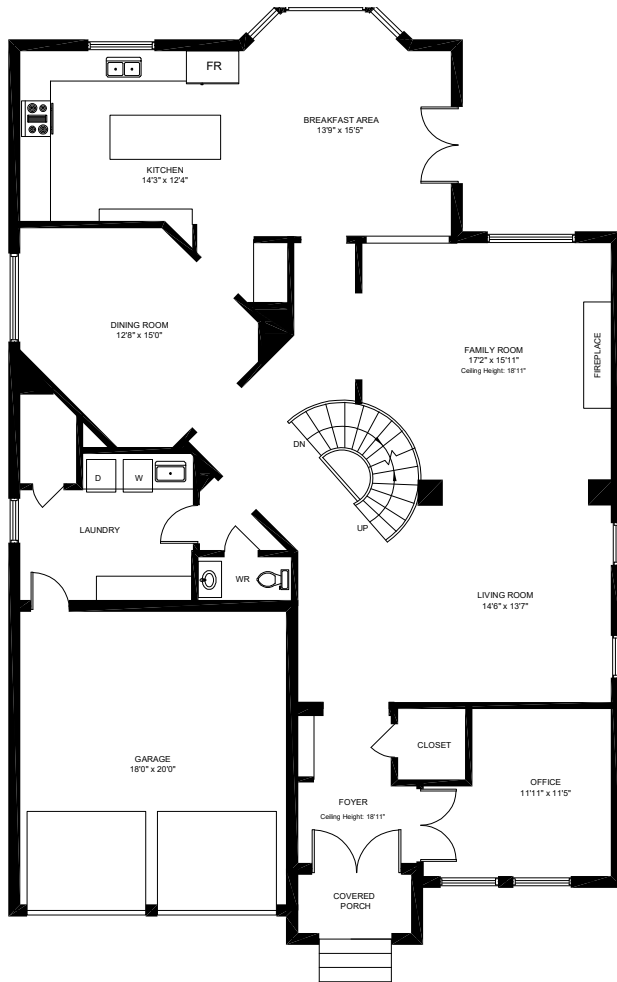 FR
BREAKFAST AREA
13'9" x 15'5"
KITCHEN
14'3" x 12'4"
DINING ROOM
12'8" x 15'0"
FAMILY ROOM
17'2" x 15'11"
Ceiling Height: 18'11"
FIREPLACE
DN
UP
D
W
LAUNDRY
WR
LIVING ROOM
14'6" x 13'7"
CLOSET
GARAGE
18'0" x 20'0"
OFFICE
11'11" x 11'5"
FOYER
Ceiling Height: 18'11"
COVERED
PORCH